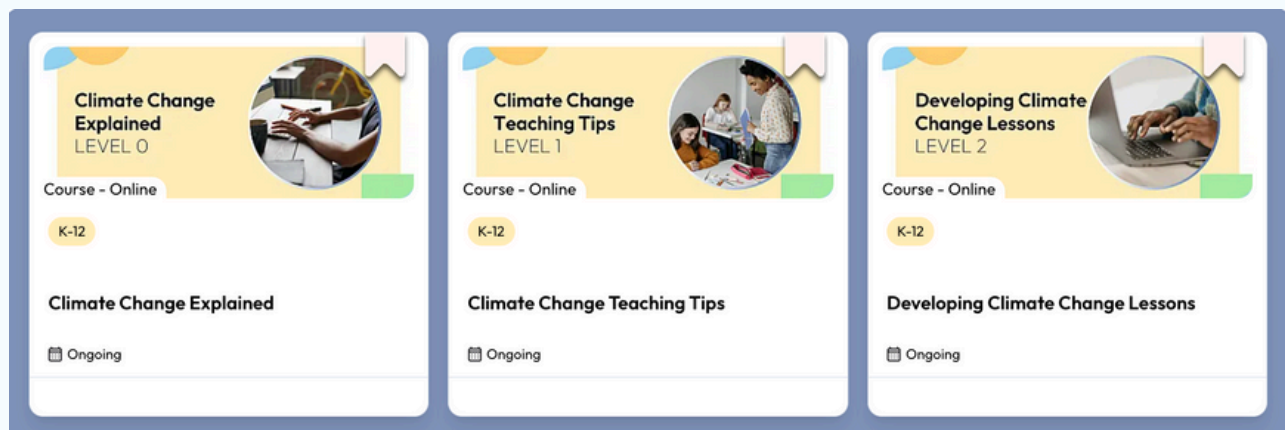 Climate Change
Explained
LEVEL 0
Course - Online
K-12
Climate Change Explained
Ongoing
Climate Change
Teaching Tips
LEVEL 1
Course - Online
K-12
Climate Change Teaching Tips
Ongoing
Developing Climate
Change Lessons
LEVEL 2
Course - Online
K-12
Developing Climate Change Lessons
Ongoing